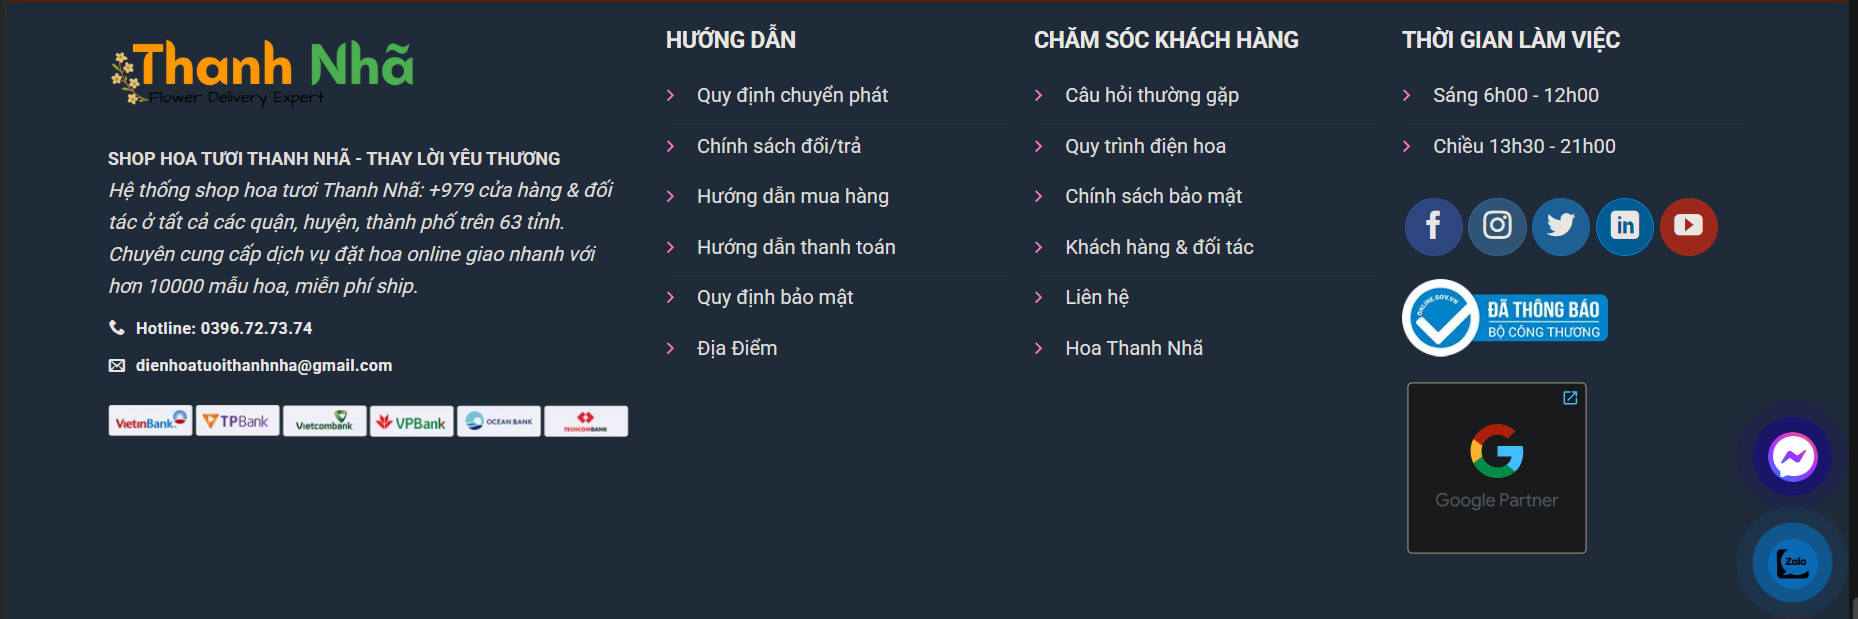 Thanh Nhã
Flower Delivery Expert
SHOP HOA TƯƠI THANH NHÃ - THAY LỜI YÊU THƯƠNG
Hệ thống shop hoa tươi Thanh Nhã: +979 cửa hàng & đối
tác ở tất cả các quận, huyện, thành phố trên 63 tỉnh.
Chuyên cung cấp dịch vụ đặt hoa online giao nhanh với
hơn 10000 mẫu hoa, miễn phí ship.
Hotline: 0396.72.73.74
dienhoatuoithanhnha@gmail.com
VietinBank
TPBank
Vietcombank
VPBank
OCEAN BANK
TECHCOMBANK
HƯỚNG DẪN
Quy định chuyển phát
Chính sách đổi/trả
Hướng dẫn mua hàng
Hướng dẫn thanh toán
Quy định bảo mật
Địa Điểm
CHĂM SÓC KHÁCH HÀNG
Câu hỏi thường gặp
Quy trình điện hoa
Chính sách bảo mật
Khách hàng & đối tác
Liên hệ
Hoa Thanh Nhã
THỜI GIAN LÀM VIỆC
Sáng 6h00 - 12h00
Chiều 13h30 - 21h00
ONLINE.GOV.VN
ĐÃ THÔNG BÁO
BỘ CÔNG THƯƠNG
Google Partner
Zalo